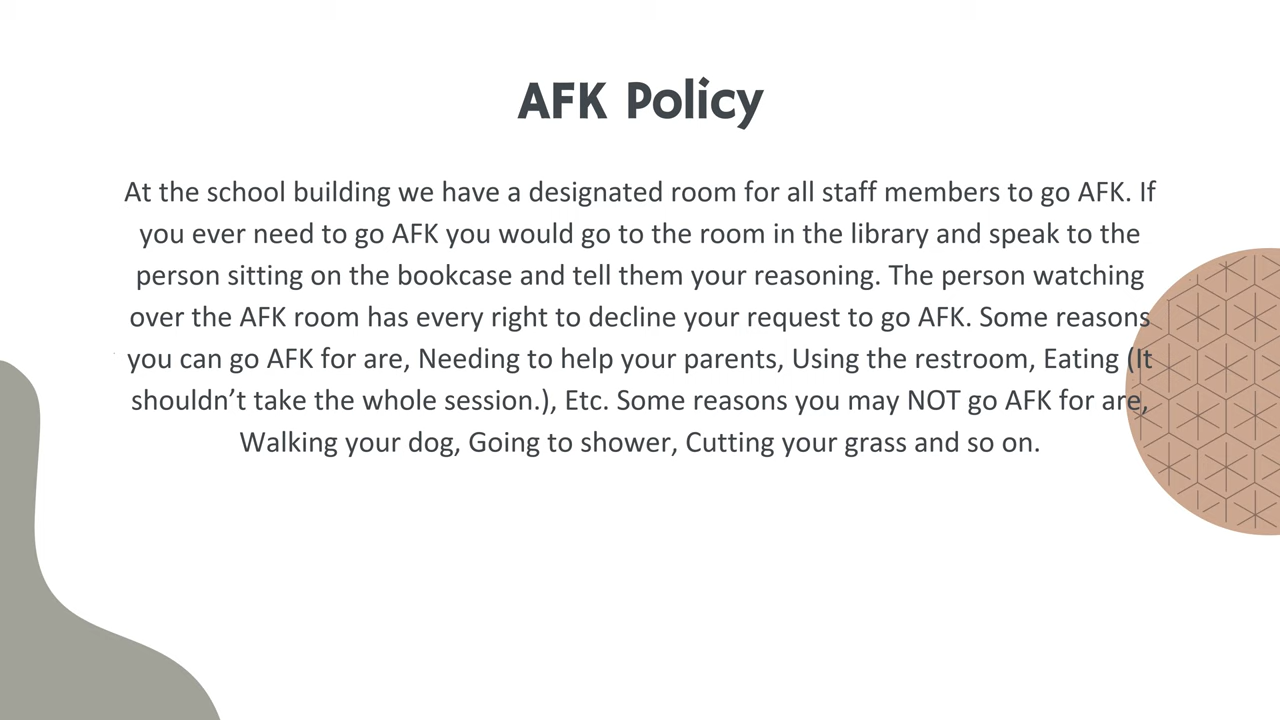 AFK Policy
At the school building we have a designated room for all staff members to go AFK. If
you ever need to go AFK you would go to the room in the library and speak to the
person sitting on the bookcase and tell them your reasoning. The person watching
over the AFK room has every right to decline your request to go AFK. Some reasons
you can go AFK for are, Needing to help your parents, Using the restroom, Eating (It
shouldn’t take the whole session.), Etc. Some reasons you may NOT go AFK for are,
Walking your dog, Going to shower, Cutting your grass and so on.